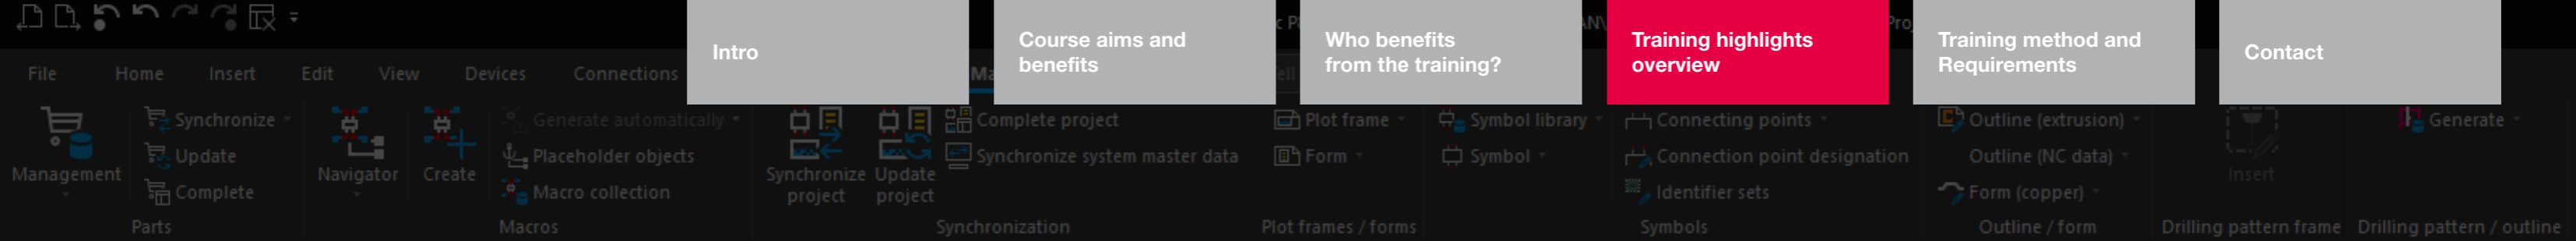 Intro
Course aims and
benefits
Who benefits
from the training?
Training highlights
overview
Training method and
Requirements
Contact
File
Home
Insert
Edit
View
Devices
Connections
Management
Synchronize
Update
Complete
Parts
Navigator
Create
Generate automatically
Placeholder objects
Macro collection
Macros
Synchronize
project
Update
project
Complete project
Synchronize system master data
Synchronization
Plot frame
Form
Plot frames / forms
Symbol library
Symbol
Connecting points
Connection point designation
Identifier sets
Symbols
Outline (extrusion)
Outline (NC data)
Form (copper)
Outline / form
Insert
Drilling pattern frame
Generate
Drilling pattern / outline